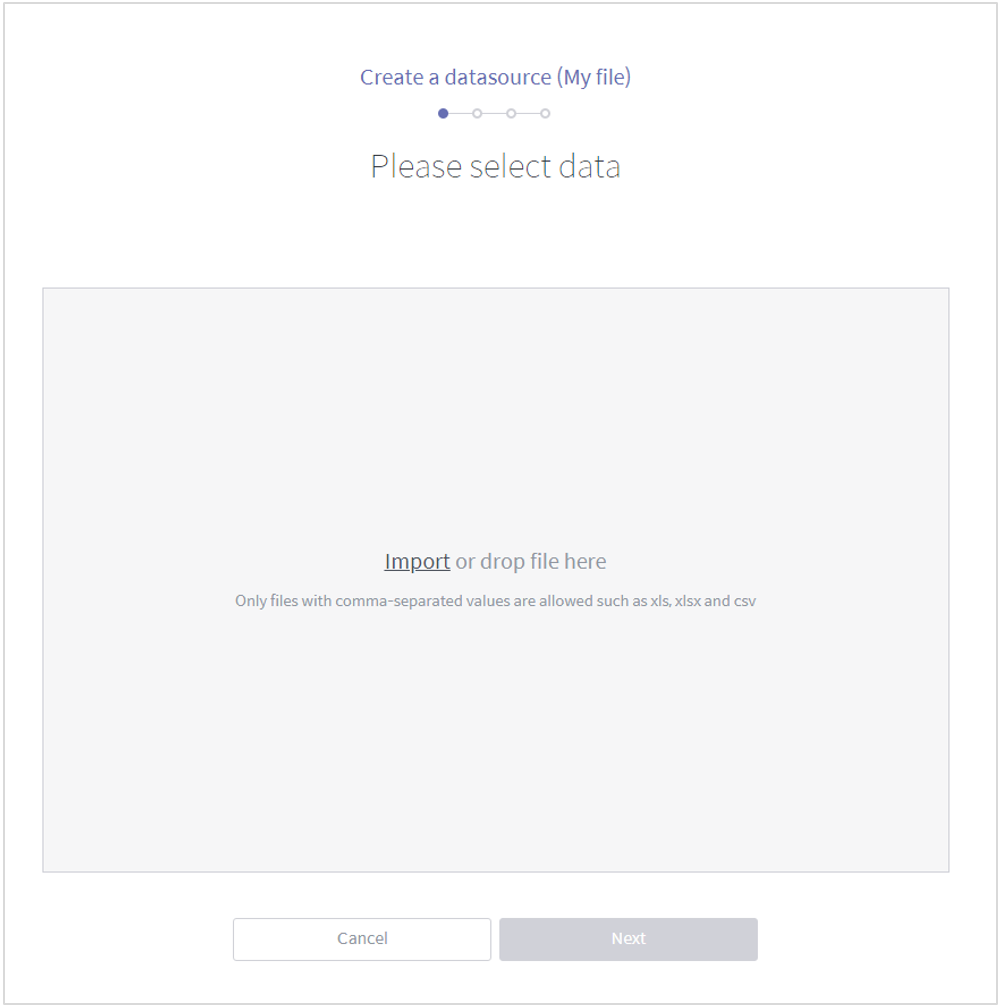 Create a datasource (My file)
Please select data
Import or drop file here
Only files with comma-separated values are allowed such as xls, xlsx and csv
Cancel
Next